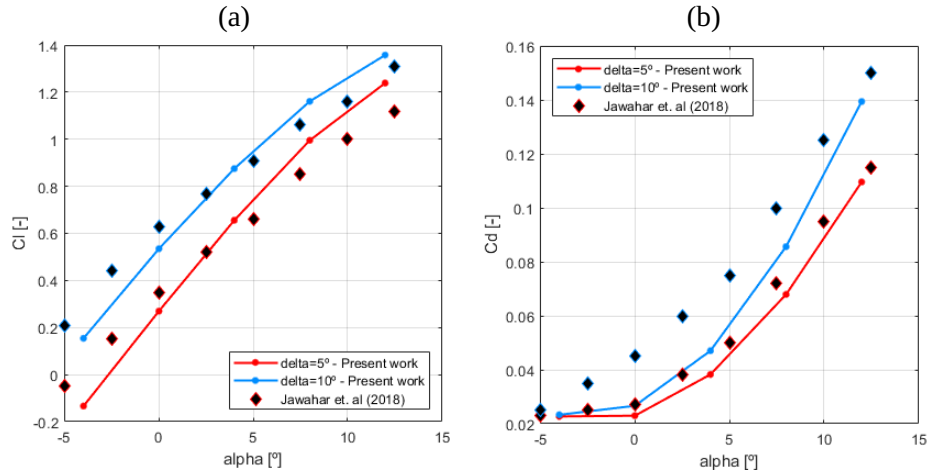 (a)
1.4
1.2
1
0.8
0.6
0.4
0.2
0
-0.2
-5
0
5
10
15
Cl [-]
alpha [º]
delta=5º - Present work
delta=10º - Present work
Jawahar et. al (2018)
(b)
0.16
0.14
0.12
0.1
0.08
0.06
0.04
0.02
-5
0
5
10
15
Cd [-]
alpha [º]
delta=5º - Present work
delta=10º - Present work
Jawahar et. al (2018)